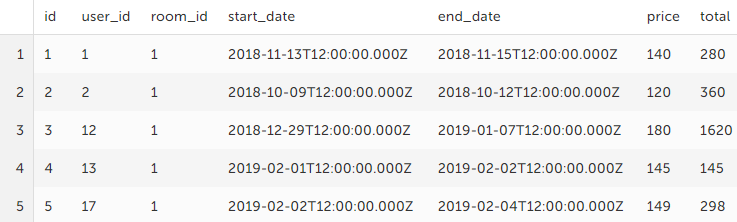 id user_id room_id start_date end_date price total
1 1 1 1 2018-11-13T12:00:00.000Z 2018-11-15T12:00:00.000Z 140 280
2 2 2 1 2018-10-09T12:00:00.000Z 2018-10-12T12:00:00.000Z 120 360
3 3 12 1 2018-12-29T12:00:00.000Z 2019-01-07T12:00:00.000Z 180 1620
4 4 13 1 2019-02-01T12:00:00.000Z 2019-02-02T12:00:00.000Z 145 145
5 5 17 1 2019-02-02T12:00:00.000Z 2019-02-04T12:00:00.000Z 149 298